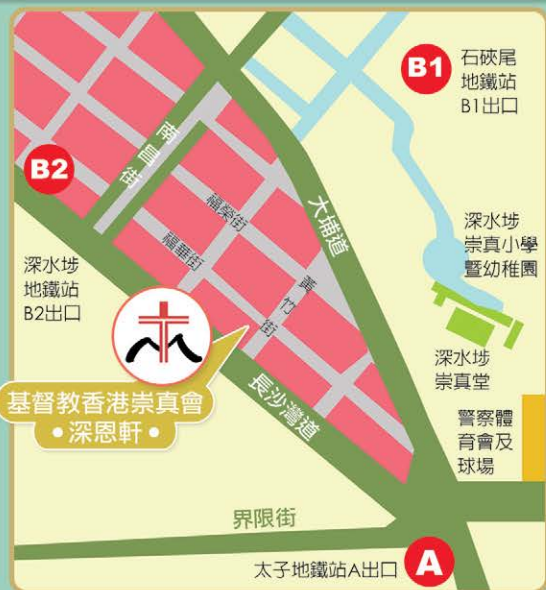 B1
石硤尾
地鐵站
B1出口
B2
南昌街
福榮街
大埔道
深水埗
地鐵站
B2出口
福華街
黃竹街
深水埗
崇真小學
暨幼稚園
深水埗
崇真堂
基督教香港崇真會
•深恩軒•
長沙灣道
警察體
育會及
球場
界限街
太子地鐵站A出口
A